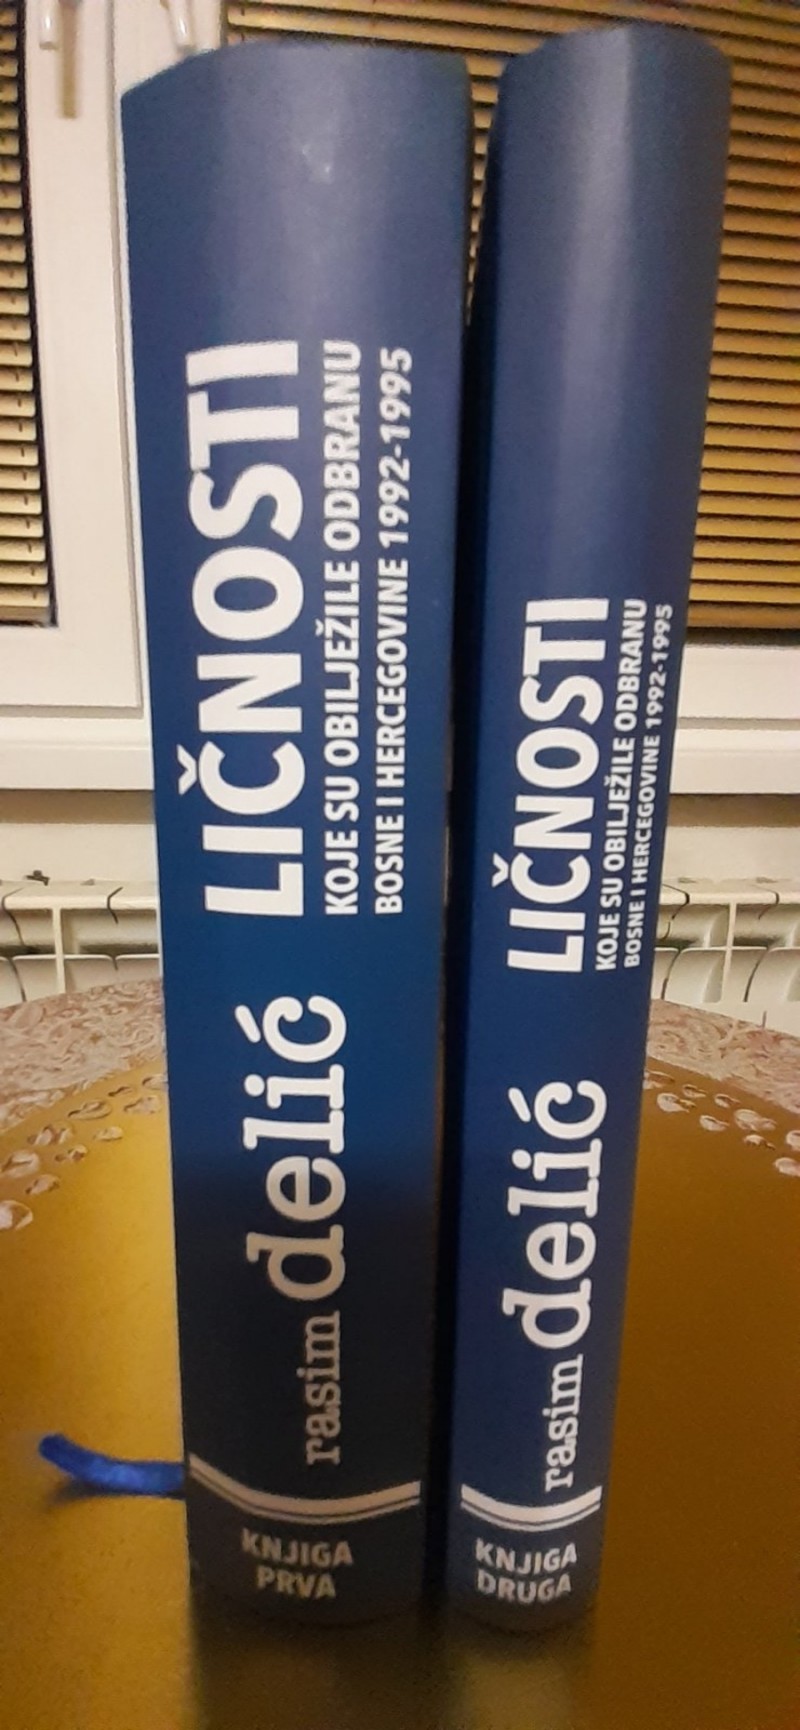 LIČNOSTI
KOJE SU OBILJEŽILE ODBRANU
BOSNE I HERCEGOVINE 1992-1995
rasim delić
KNJIGA
PRVA
LIČNOSTI
KOJE SU OBILJEŽILE ODBRANU
BOSNE I HERCEGOVINE 1992-1995
rasim delić
KNJIGA
DRUGA